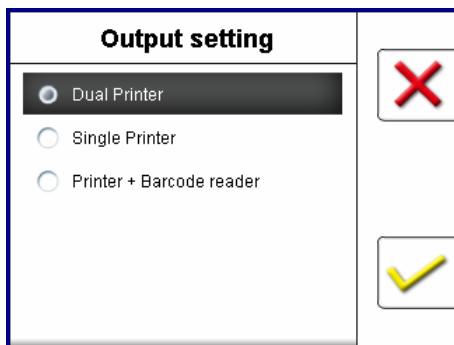 Output setting
Dual Printer
Single Printer
Printer + Barcode reader